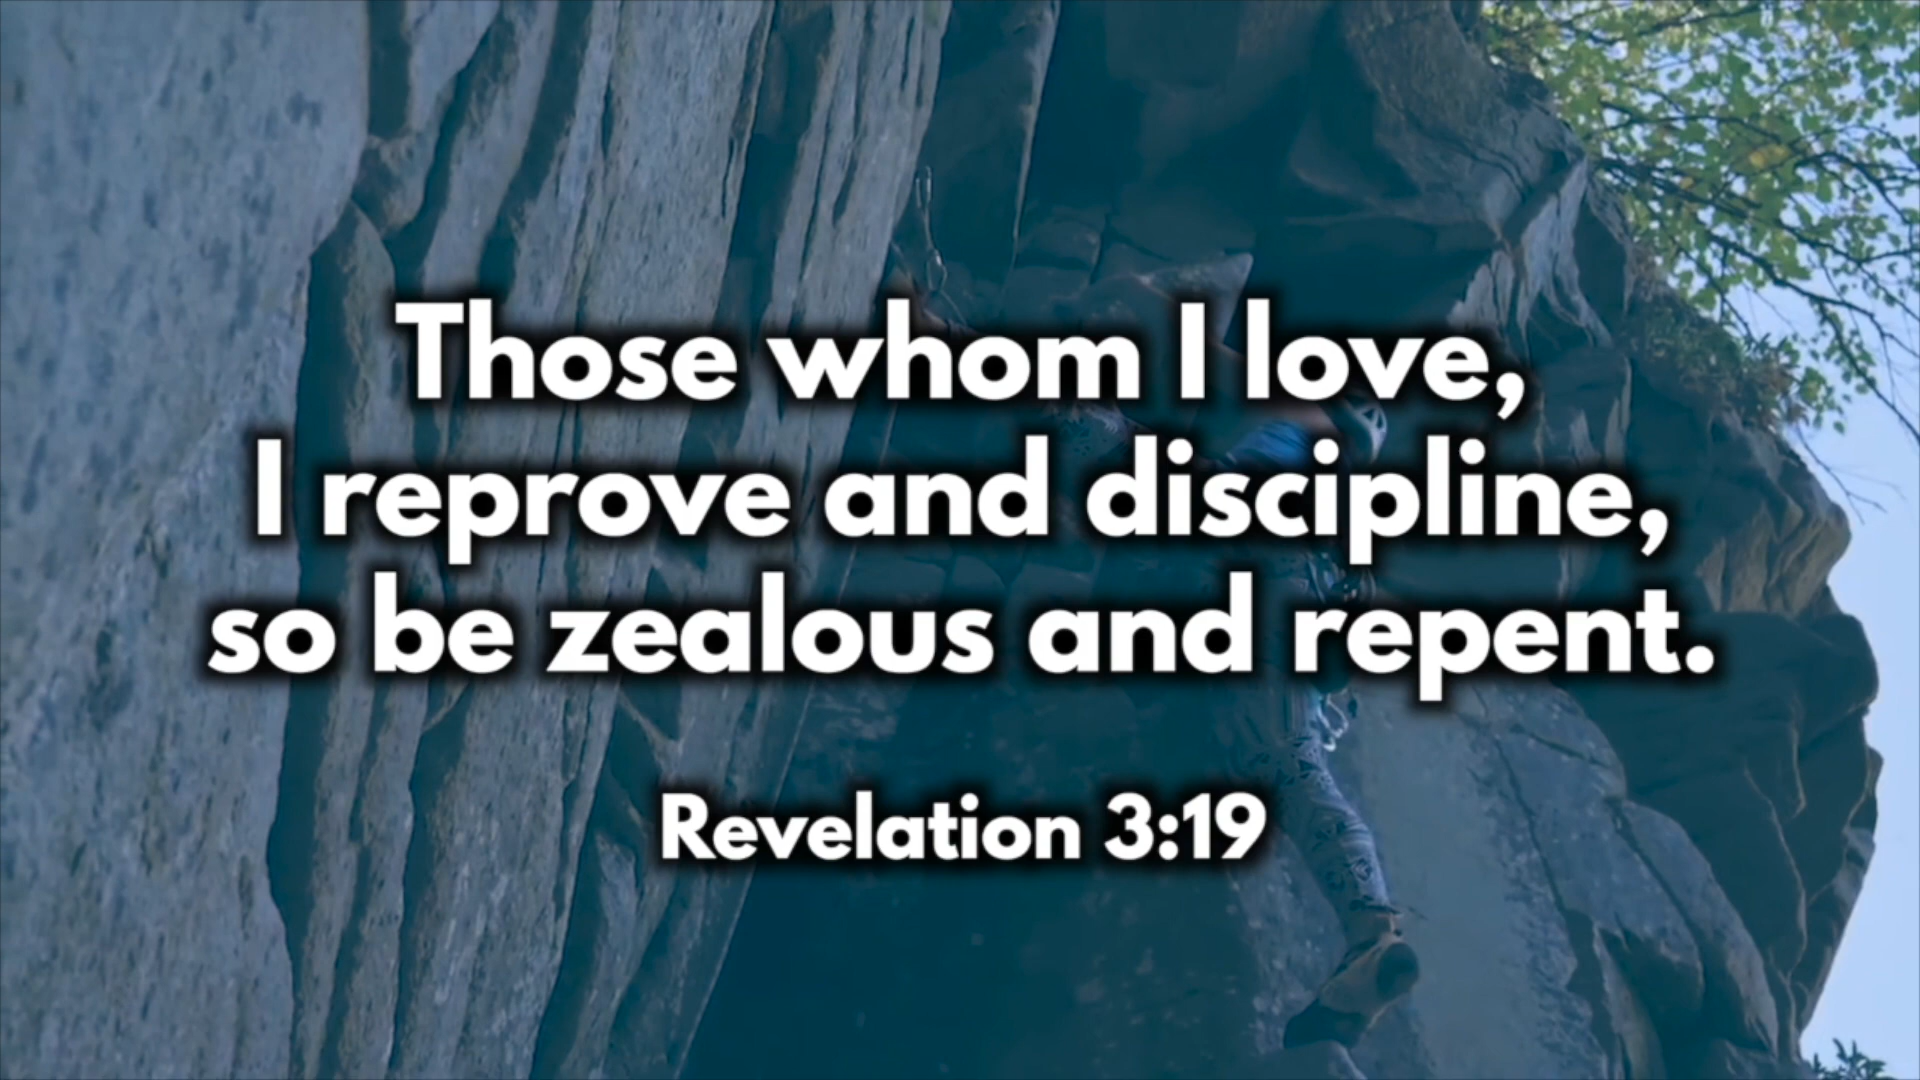 Those whom I love,
I reprove and discipline,
so be zealous and repent.
Revelation 3:19